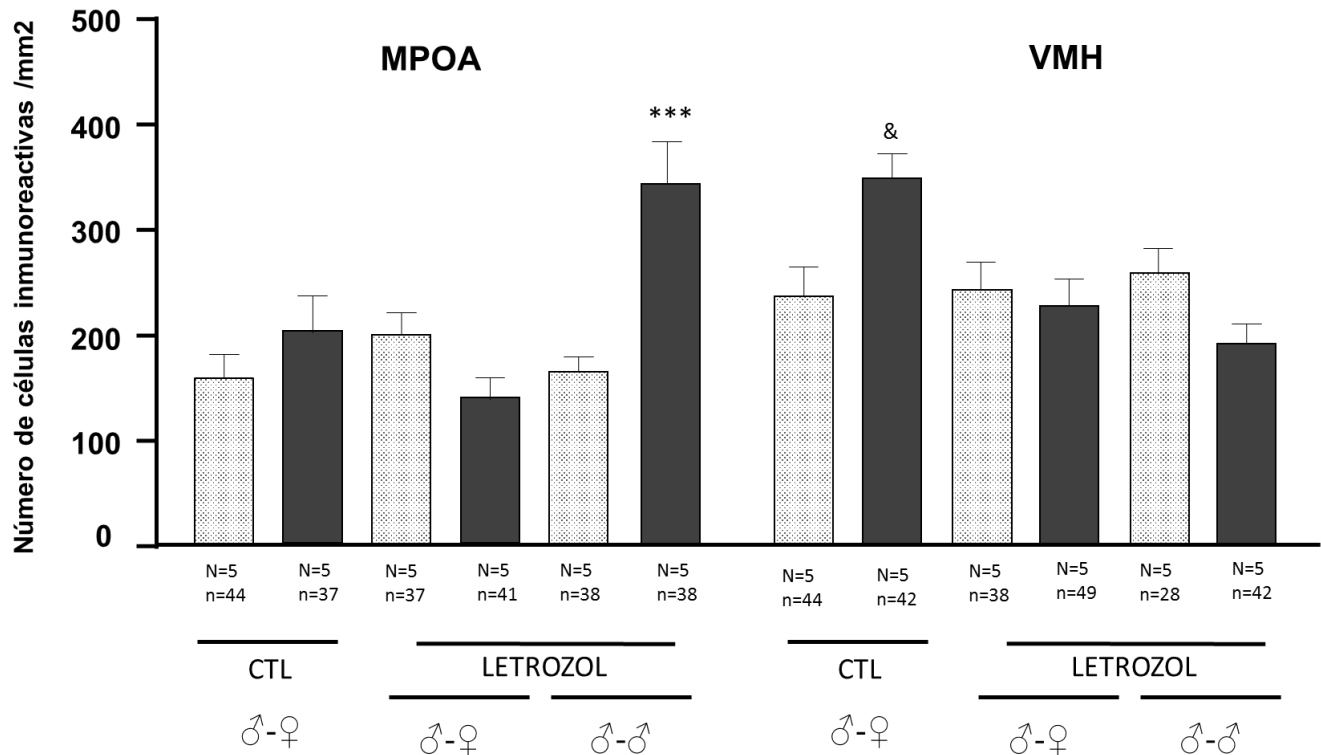 Número de células inmunoreactivas /mm2
500
400
300
200
100
0
MPOA
VMH
***
&
N=5 N=5 N=5 N=5 N=5 N=5 N=5 N=5 N=5 N=5 N=5 N=5
n=44 n=37 n=37 n=41 n=38 n=38 n=44 n=42 n=38 n=49 n=28 n=42
CTL LETROZOL CTL LETROZOL
♂-♀ ♂-♀ ♂-♂ ♂-♀ ♂-♀ ♂-♂